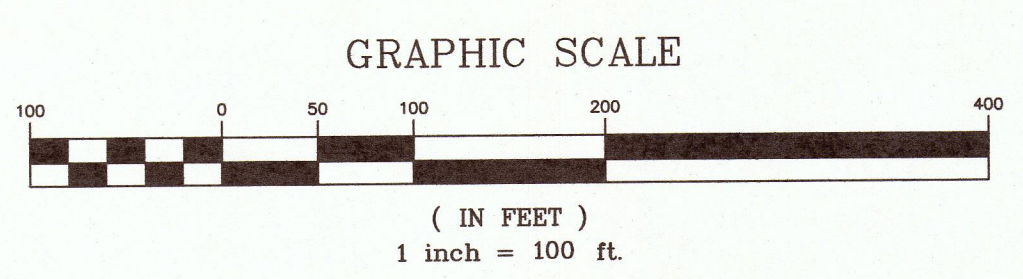 GRAPHIC SCALE
100 0 50 100 200 400
( IN FEET )
1 inch = 100 ft.